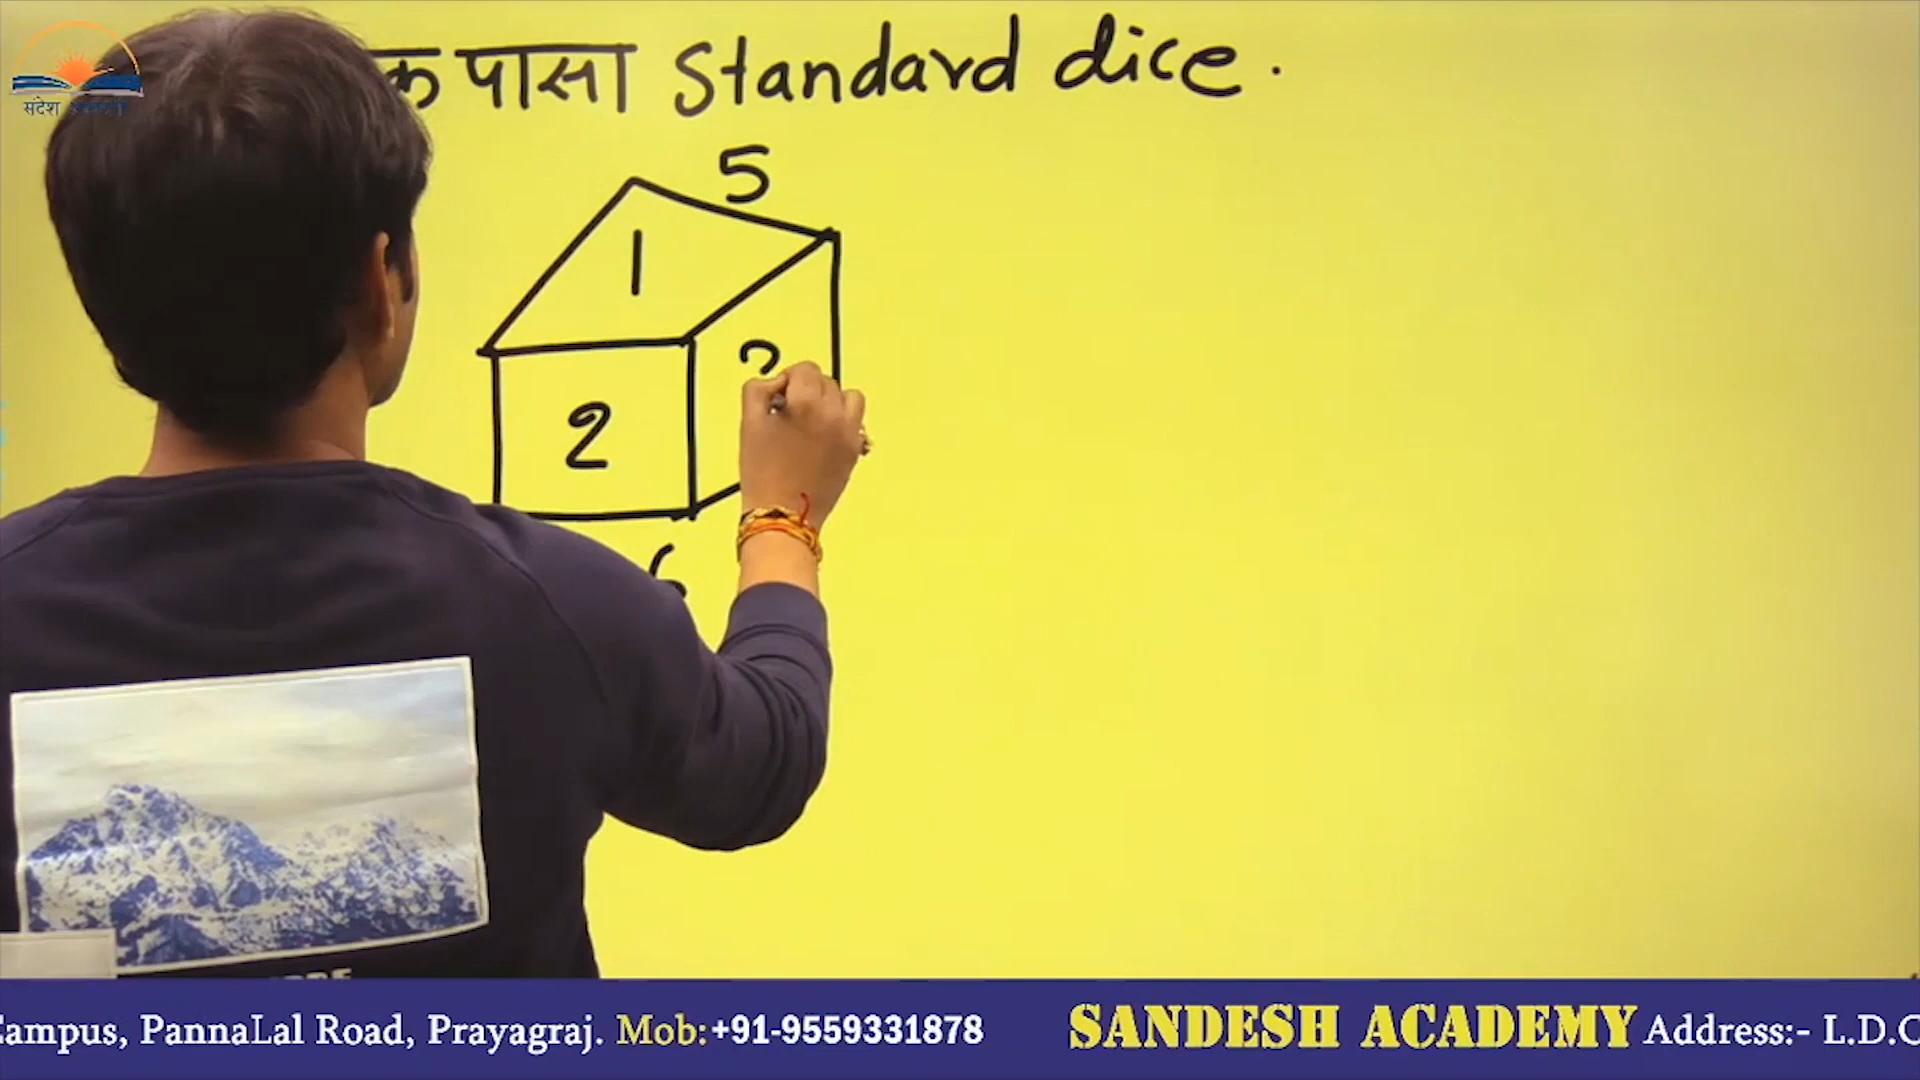 संदेश
पासा Standard dice.
5
1
2
6
Campus, PannaLal Road, Prayagraj. Mob:+91-9559331878 SANDESH ACADEMY Address:- L.D.C